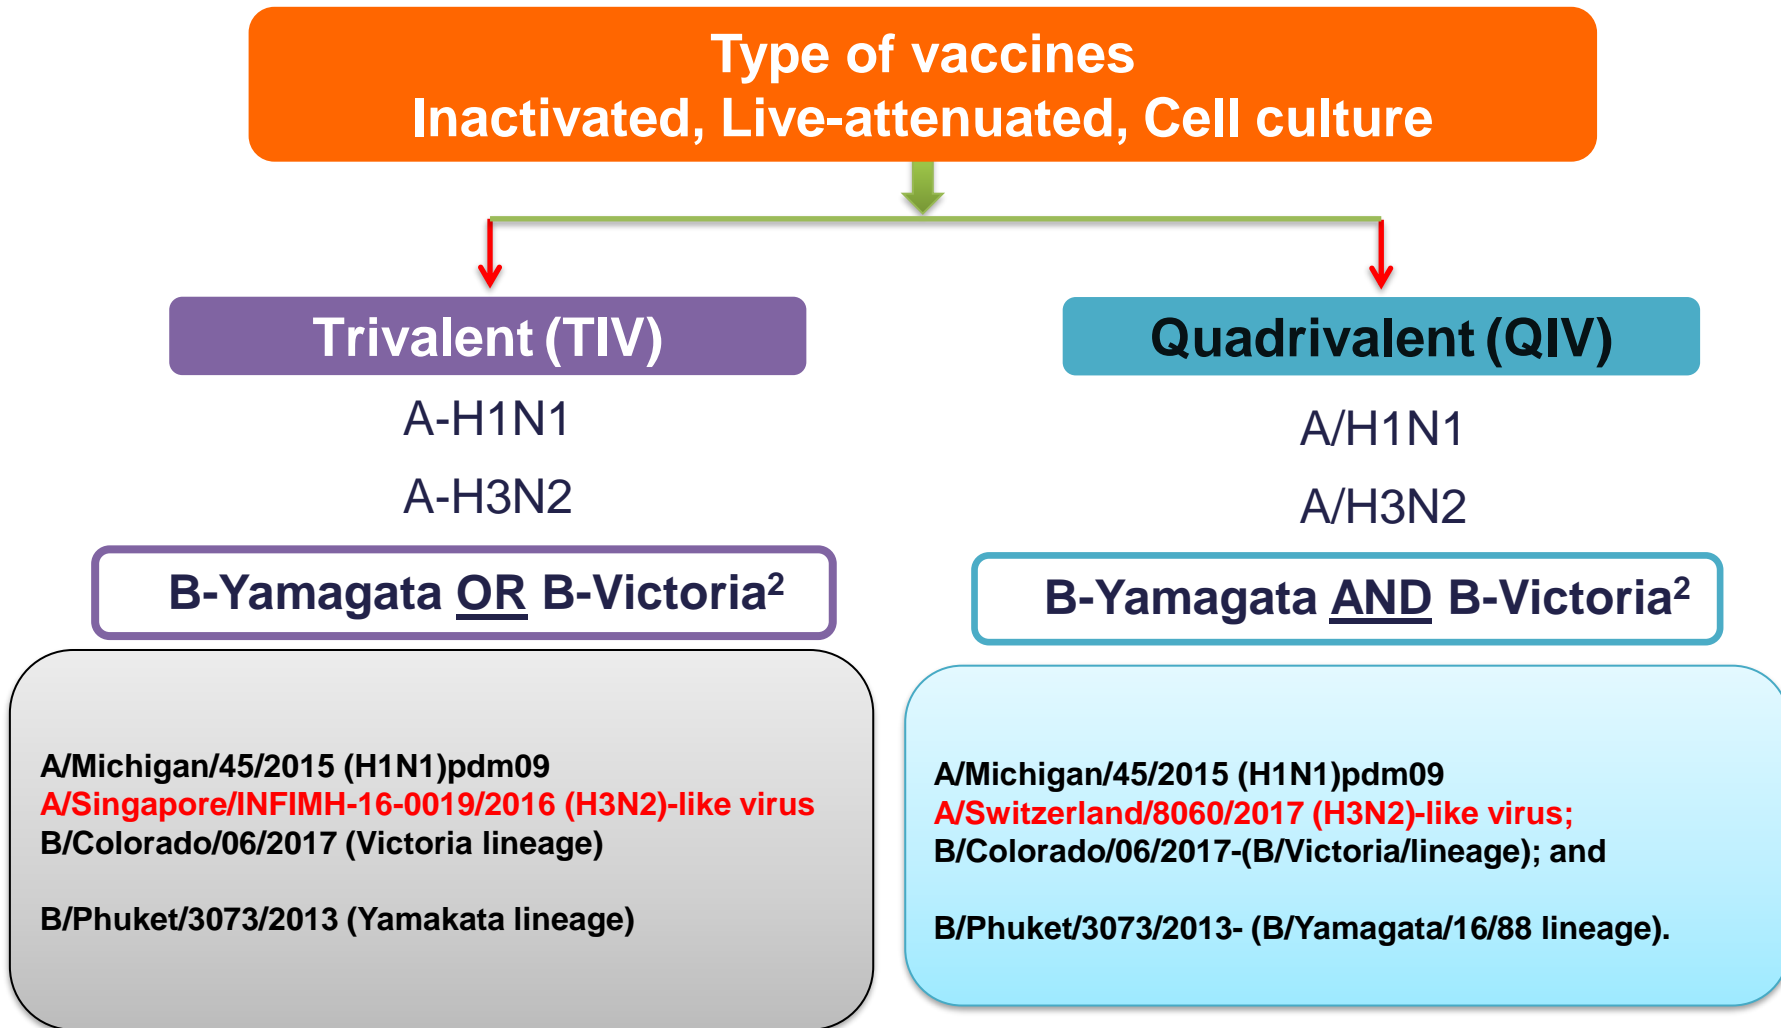 Type of vaccines
Inactivated, Live-attenuated, Cell culture
Trivalent (TIV)
A-H1N1
A-H3N2
B-Yamagata OR B-Victoria²
A/Michigan/45/2015 (H1N1)pdm09
A/Singapore/INFIMH-16-0019/2016 (H3N2)-like virus
B/Colorado/06/2017 (Victoria lineage)
B/Phuket/3073/2013 (Yamakata lineage)
Quadrivalent (QIV)
A/H1N1
A/H3N2
B-Yamagata AND B-Victoria²
A/Michigan/45/2015 (H1N1)pdm09
A/Switzerland/8060/2017 (H3N2)-like virus;
B/Colorado/06/2017-(B/Victoria/lineage); and
B/Phuket/3073/2013- (B/Yamagata/16/88 lineage).